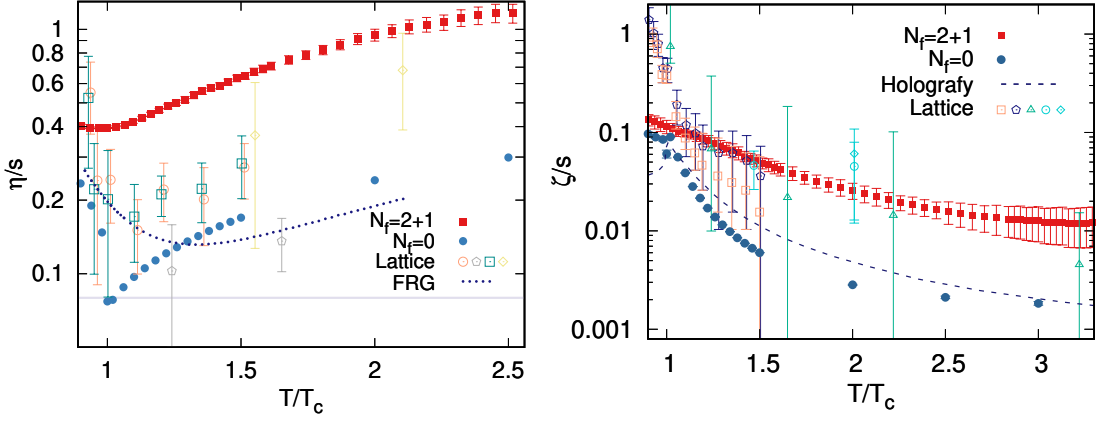 1
0.8
0.6
0.4
0.2
0.1
η/s
N_f=2+1
N_f=0
Lattice
FRG
1
1.5
2
2.5
T/T_c
1
0.1
0.01
0.001
ζ/s
N_f=2+1
N_f=0
Holografy
Lattice
1
1.5
2
2.5
3
T/T_c